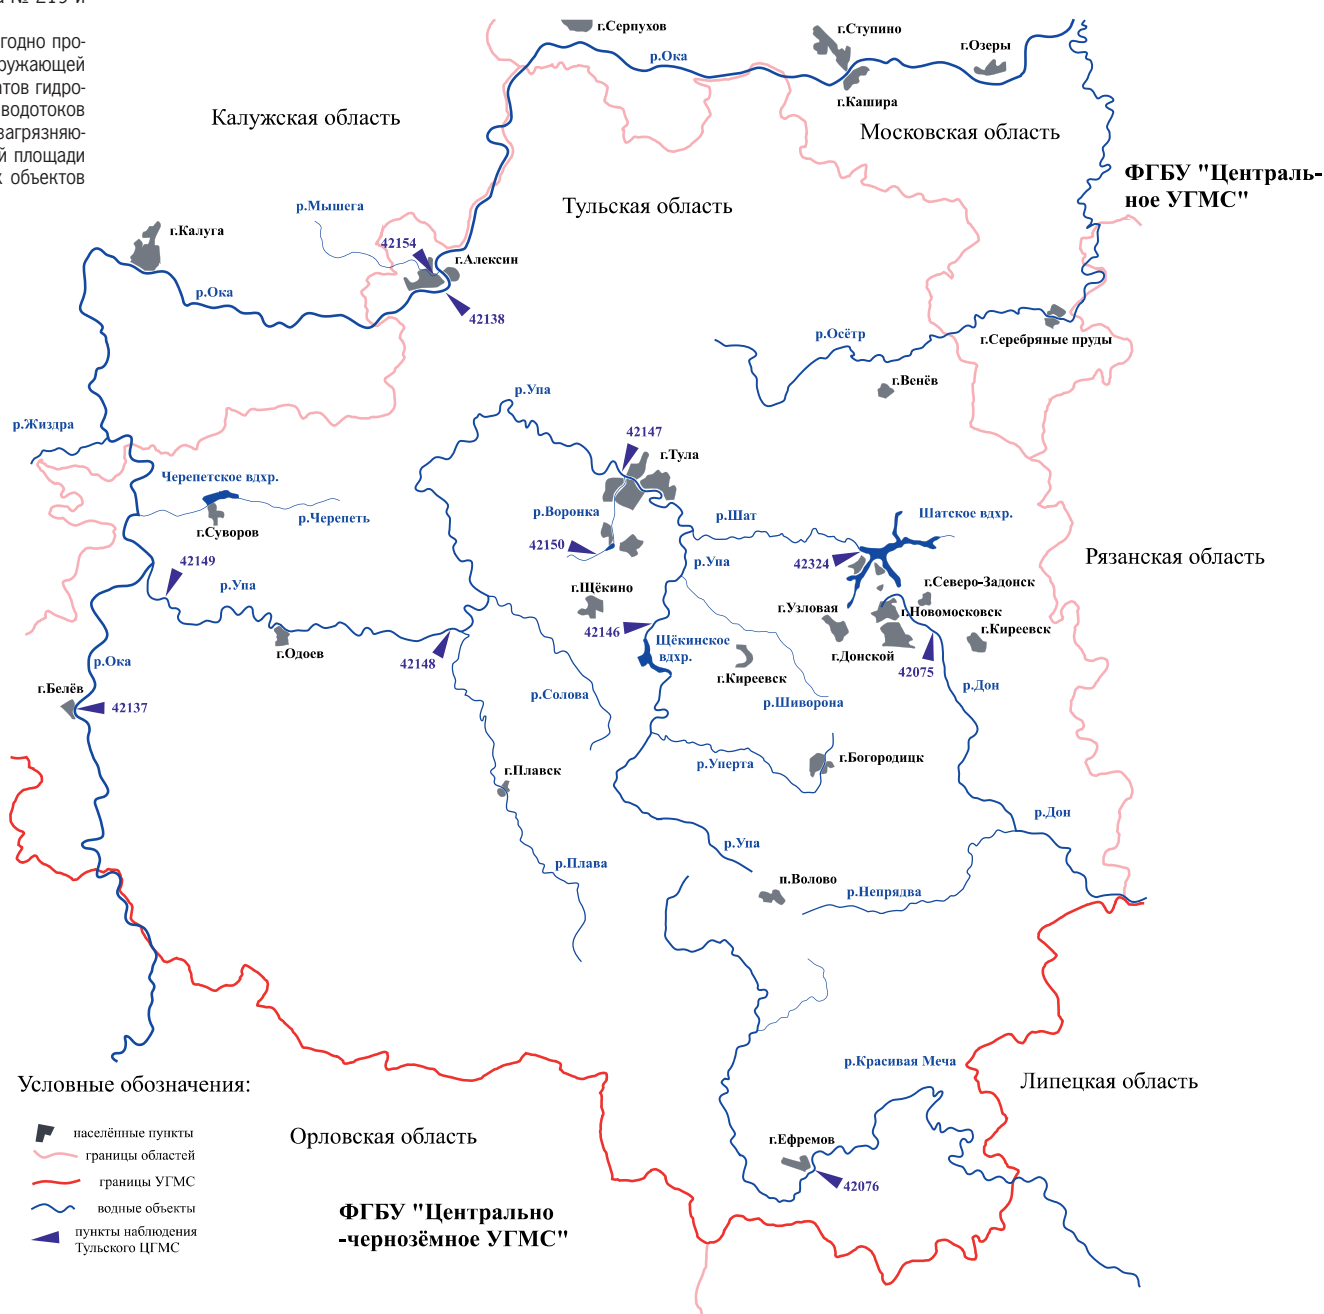 годно про-
ружающей
атов гидро-
водотоков
загрязняю-
й площади
х объектов
г.Серпухов
г.Ступино
р.Ока
г.Озеры
г.Кашира
Калужская область
Московская область
ФГБУ "Централь-
ное УГМС"
р.Мышега
Тульская область
г.Калуга
42154
г.Алексин
р.Ока
42138
р.Осётр
г.Серебряные пруды
г.Венёв
р.Упа
р.Жиздра
42147
г.Тула
Черепетское вдхр.
р.Черепеть
г.Суворов
р.Воронка
р.Шат
Шатское вдхр.
42150
42149
р.Упа
р.Упа
42324
Рязанская область
г.Щёкино
г.Северо-Задонск
г.Узловая
г.Новомосковск
г.Киреевск
42146
Щёкинское
вдхр.
г.Одоев
42148
г.Донской
42075
р.Ока
г.Киреевск
р.Дон
г.Белёв
42137
р.Солова
р.Шиворона
г.Плавск
р.Уперта
г.Богородицк
р.Дон
р.Упа
р.Плава
п.Волово
р.Непрядва
р.Красивая Меча
Липецкая область
Условные обозначения:
населённые пункты
границы областей
границы УГМС
водные объекты
пункты наблюдения
Тульского ЦГМС
Орловская область
г.Ефремов
42076
ФГБУ "Центрально
-чернозёмное УГМС"